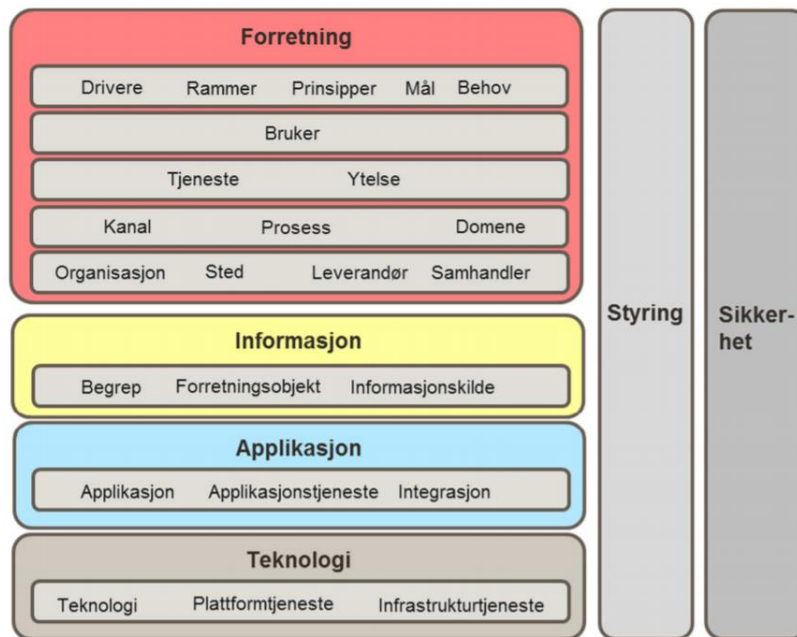 Forretning
Drivere Rammer Prinsipper Mål Behov
Bruker
Tjeneste Ytelse
Kanal Prosess Domene
Organisasjon Sted Leverandør Samhandler
Informasjon
Begrep Forretningsobjekt Informasjonskilde
Applikasjon
Applikasjon Applikasjonstjeneste Integrasjon
Teknologi
Teknologi Plattformtjeneste Infrastrukturtjeneste
Styring
Sikker-
het